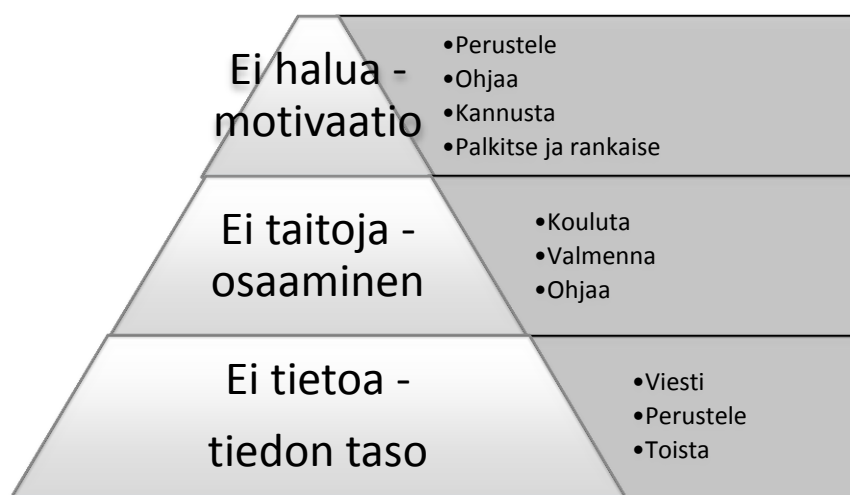 Ei halua -
motivaatio
•Perustele
•Ohjaa
•Kannusta
•Palkitse ja rankaise
Ei taitoja -
osaaminen
•Kouluta
•Valmenna
•Ohjaa
Ei tietoa -
tiedon taso
•Viesti
•Perustele
•Toista